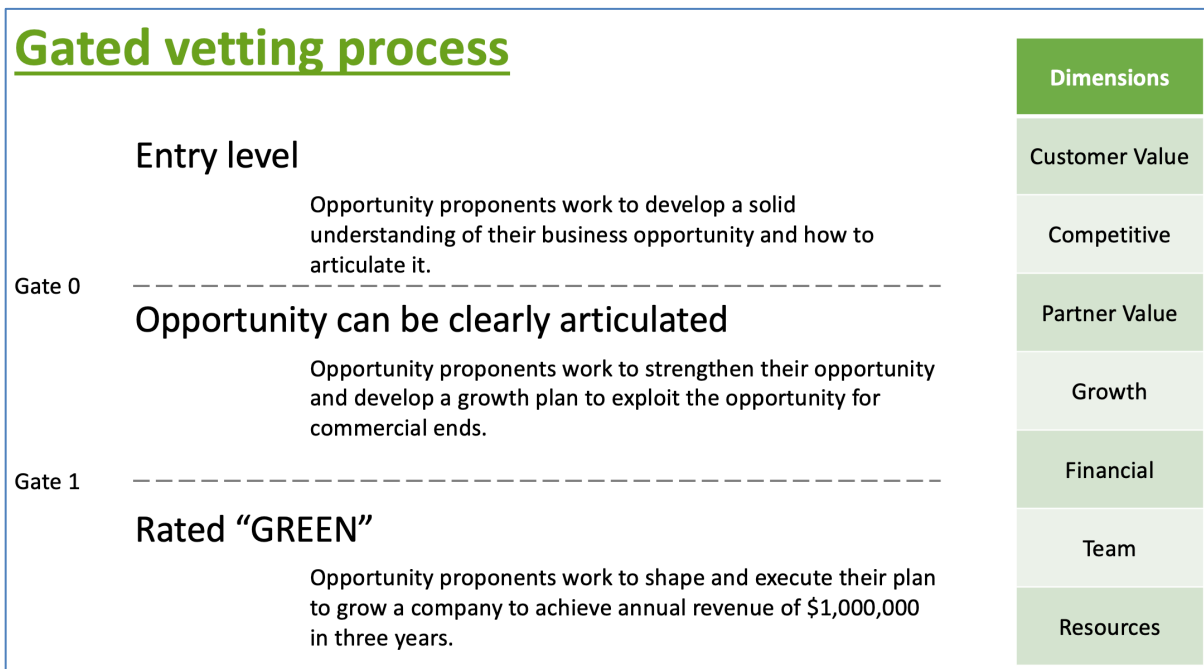 Gated vetting process
Entry level
Opportunity proponents work to develop a solid
understanding of their business opportunity and how to
articulate it.
Gate 0
Opportunity can be clearly articulated
Opportunity proponents work to strengthen their opportunity
and develop a growth plan to exploit the opportunity for
commercial ends.
Gate 1
Rated “GREEN”
Opportunity proponents work to shape and execute their plan
to grow a company to achieve annual revenue of $1,000,000
in three years.
Dimensions
Customer Value
Competitive
Partner Value
Growth
Financial
Team
Resources